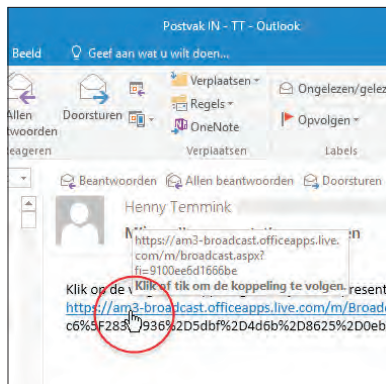 Postvak IN - TT - Outlook
Beeld Geef aan wat u wilt doen...
Allen
twoorden
eageren
Doorsturen
Verplaatsen
Regels
OneNote
Verplaatsen
Ongelezen/gelez
Opvolgen
Labels
Beantwoorden Allen beantwoorden Doorsturen
Henny Temmink
https://am3-broadcast.officeapps.live.
com/m/broadcast.aspx?
fi=9100ee6d1666be
Klik of tik om de koppeling te volgen.
Klik op de present
https://am3-broadcast.officeapps.live.com/m/Broadc
c6%5F283 936%2D5dbf%2D4d6b%2D8625%2D0eb